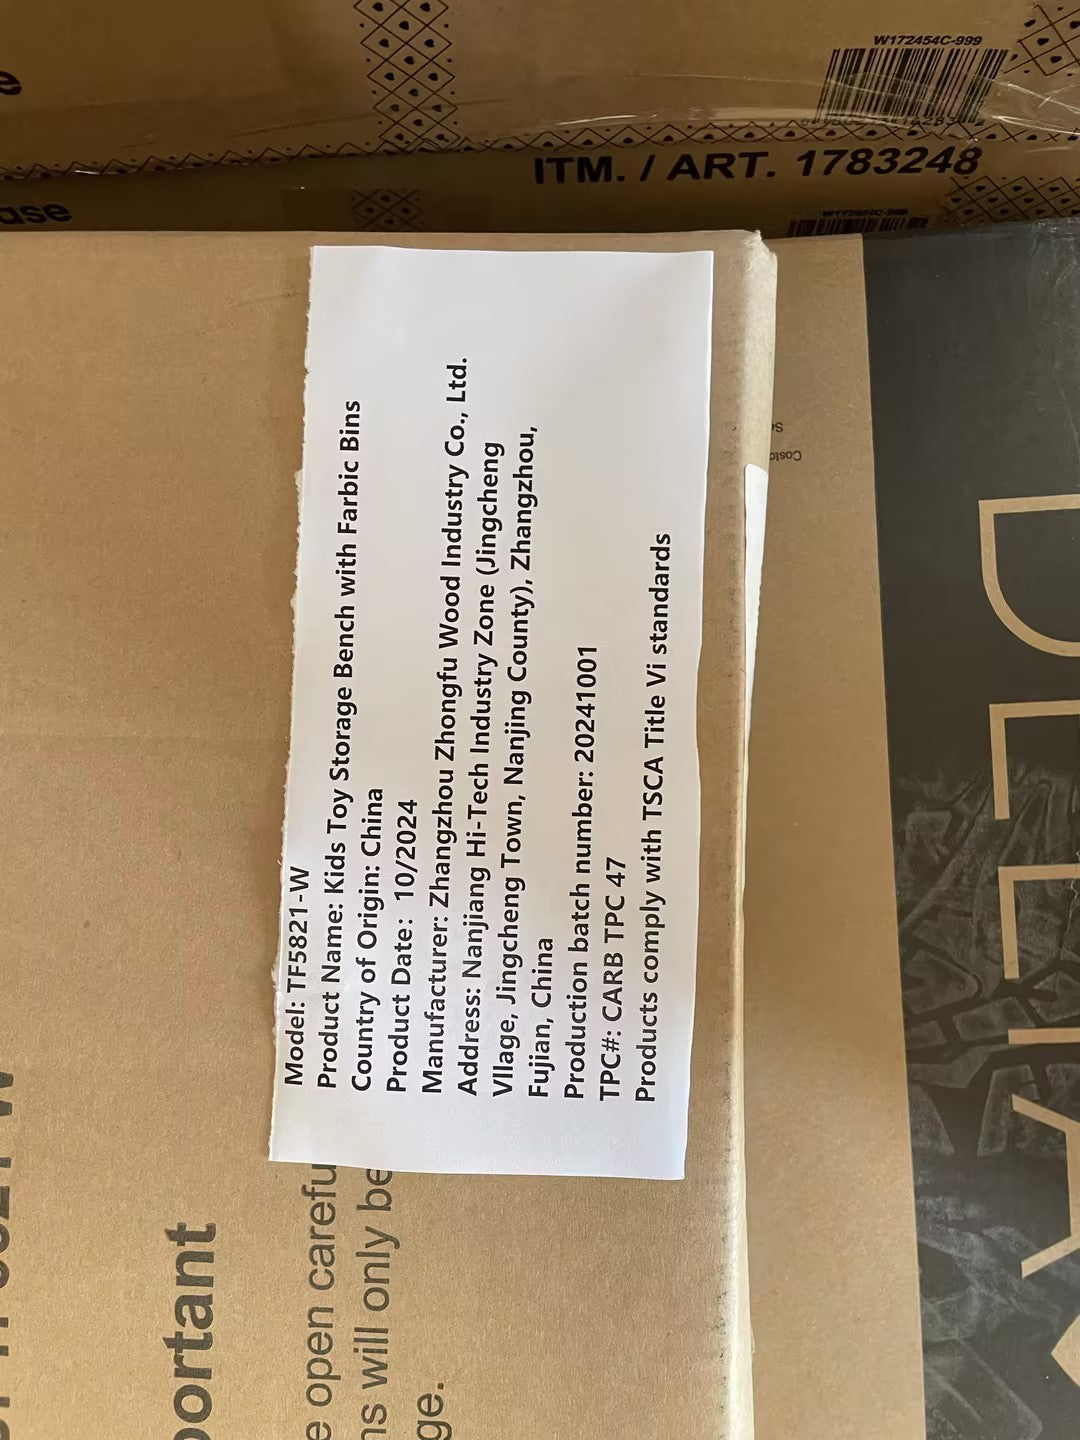 W172454C-999
ITM. / ART. 1783248
W172454C-999
Model: TF5821-W
Product Name: Kids Toy Storage Bench with Farbic Bins
Country of Origin: China
Product Date: 10/2024
Manufacturer: Zhangzhou Zhongfu Wood Industry Co., Ltd.
Address: Nanjiang Hi-Tech Industry Zone (Jingcheng
Vllage, Jingcheng Town, Nanjing County), Zhangzhou,
Fujian, China
Production batch number: 20241001
TPC#: CARB TPC 47
Products comply with TSCA Title Vi standards
portant
e open carefu
ns will only be
ge.